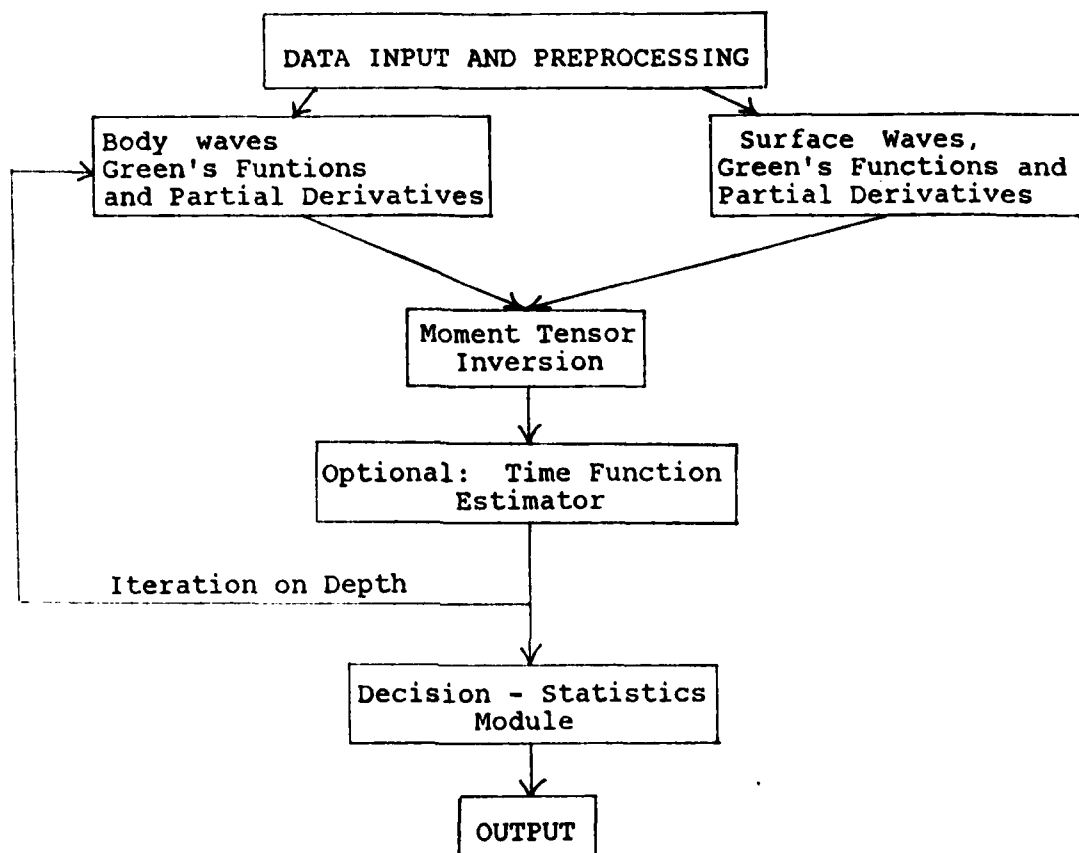 DATA INPUT AND PREPROCESSING
Body waves
Green's Funtions
and Partial Derivatives
Surface Waves,
Green's Functions and
Partial Derivatives
Moment Tensor
Inversion
Optional: Time Function
Estimator
Iteration on Depth
Decision - Statistics
Module
OUTPUT